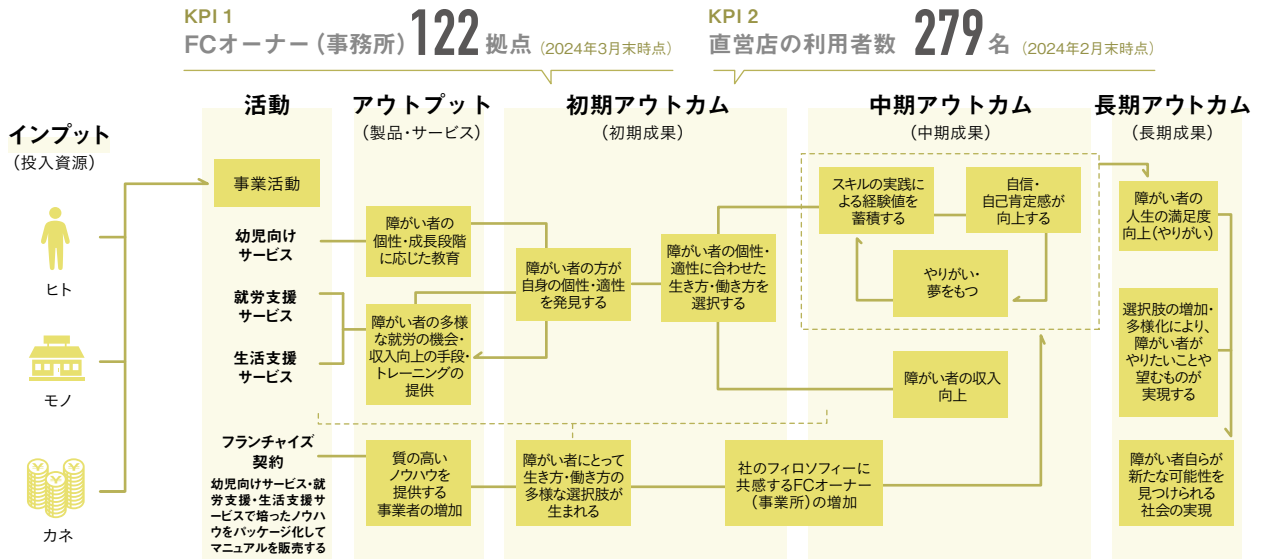 KPI 1
FCオーナー（事務所）122拠点（2024年3月末時点）
KPI 2
直営店の利用者数 279名（2024年2月末時点）
インプット
（投入資源）
ヒト
モノ
カネ
活動
事業活動
幼児向け
サービス
就労支援
サービス
生活支援
サービス
フランチャイズ
契約
幼児向けサービス・就
労支援・生活支援サ
ービスで培ったノウハ
ウをパッケージ化して
マニュアルを販売する
アウトプット
（製品・サービス）
障がい者の
個性・成長段階
に応じた教育
障がい者の多様
な就労の機会・
収入向上の手段・
トレーニングの
提供
質の高い
ノウハウを
提供する
事業者の増加
初期アウトカム
（初期成果）
障がい者の方が
自身の個性・適性
を発見する
障がい者の個性・
適性に合わせた
生き方・働き方を
選択する
障がい者にとって
生き方・働き方の
多様な選択肢が
生まれる
社のフィロソフィーに
共感するFCオーナー
（事業所）の増加
中期アウトカム
（中期成果）
スキルの実践に
よる経験値を
蓄積する
自信・
自己肯定感が
向上する
やりがい・
夢をもつ
障がい者の収入
向上
長期アウトカム
（長期成果）
障がい者の
人生の満足度
向上（やりがい）
選択肢の増加・
多様化により、
障がい者が
やりたいことや
望むものが
実現する
障がい者自らが
新たな可能性を
見つけられる
社会の実現